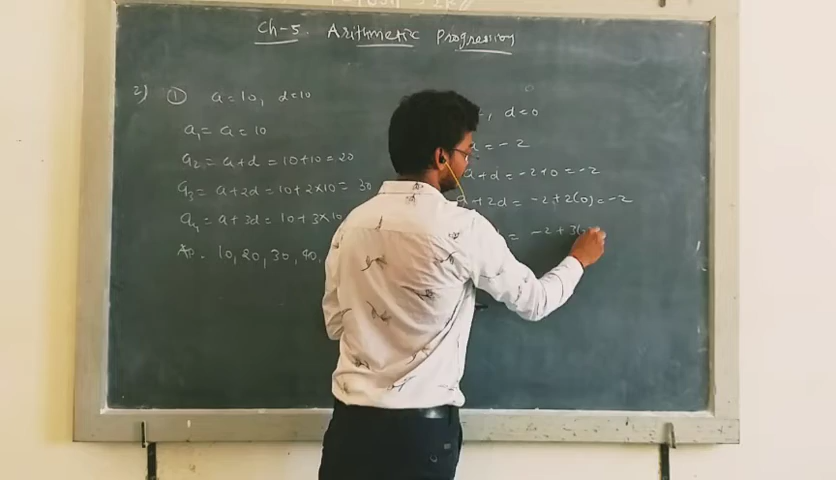 Ch-5 Arithmetic Progression
2) ① a = 10, d = 10
a₁ = a = 10
a₂ = a + d = 10 + 10 = 20
a₃ = a + 2d = 10 + 2 × 10 = 30
a₄ = a + 3d = 10 + 3 × 10
AP. 10, 20, 30, 40,
, d = 0
= -2
a + d = -2 + 0 = -2
a + 2d = -2 + 2(0) = -2
= -2 + 3(